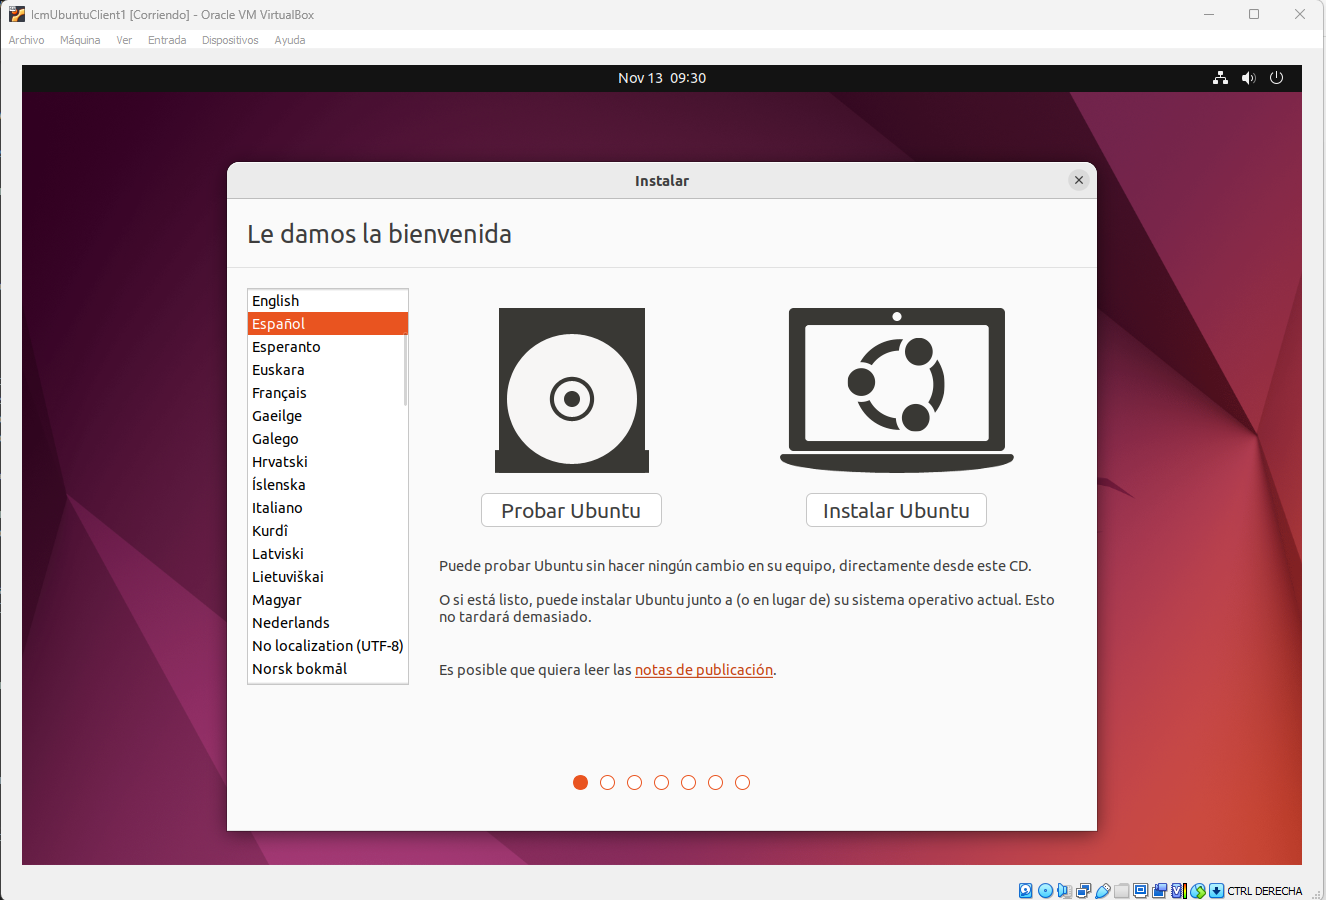 lcmUbuntuClient1 [Corriendo] - Oracle VM VirtualBox
Archivo Máquina Ver Entrada Dispositivos Ayuda
Nov 13 09:30
Instalar
Le damos la bienvenida
English
Español
Esperanto
Euskara
Français
Gaeilge
Galego
Hrvatski
Íslenska
Italiano
Kurdî
Latviski
Lietuviškai
Magyar
Nederlands
No localization (UTF-8)
Norsk bokmål
Probar Ubuntu
Instalar Ubuntu
Puede probar Ubuntu sin hacer ningún cambio en su equipo, directamente desde este CD.
O si está listo, puede instalar Ubuntu junto a (o en lugar de) su sistema operativo actual. Esto
no tardará demasiado.
Es posible que quiera leer las notas de publicación.
CTRL DERECHA